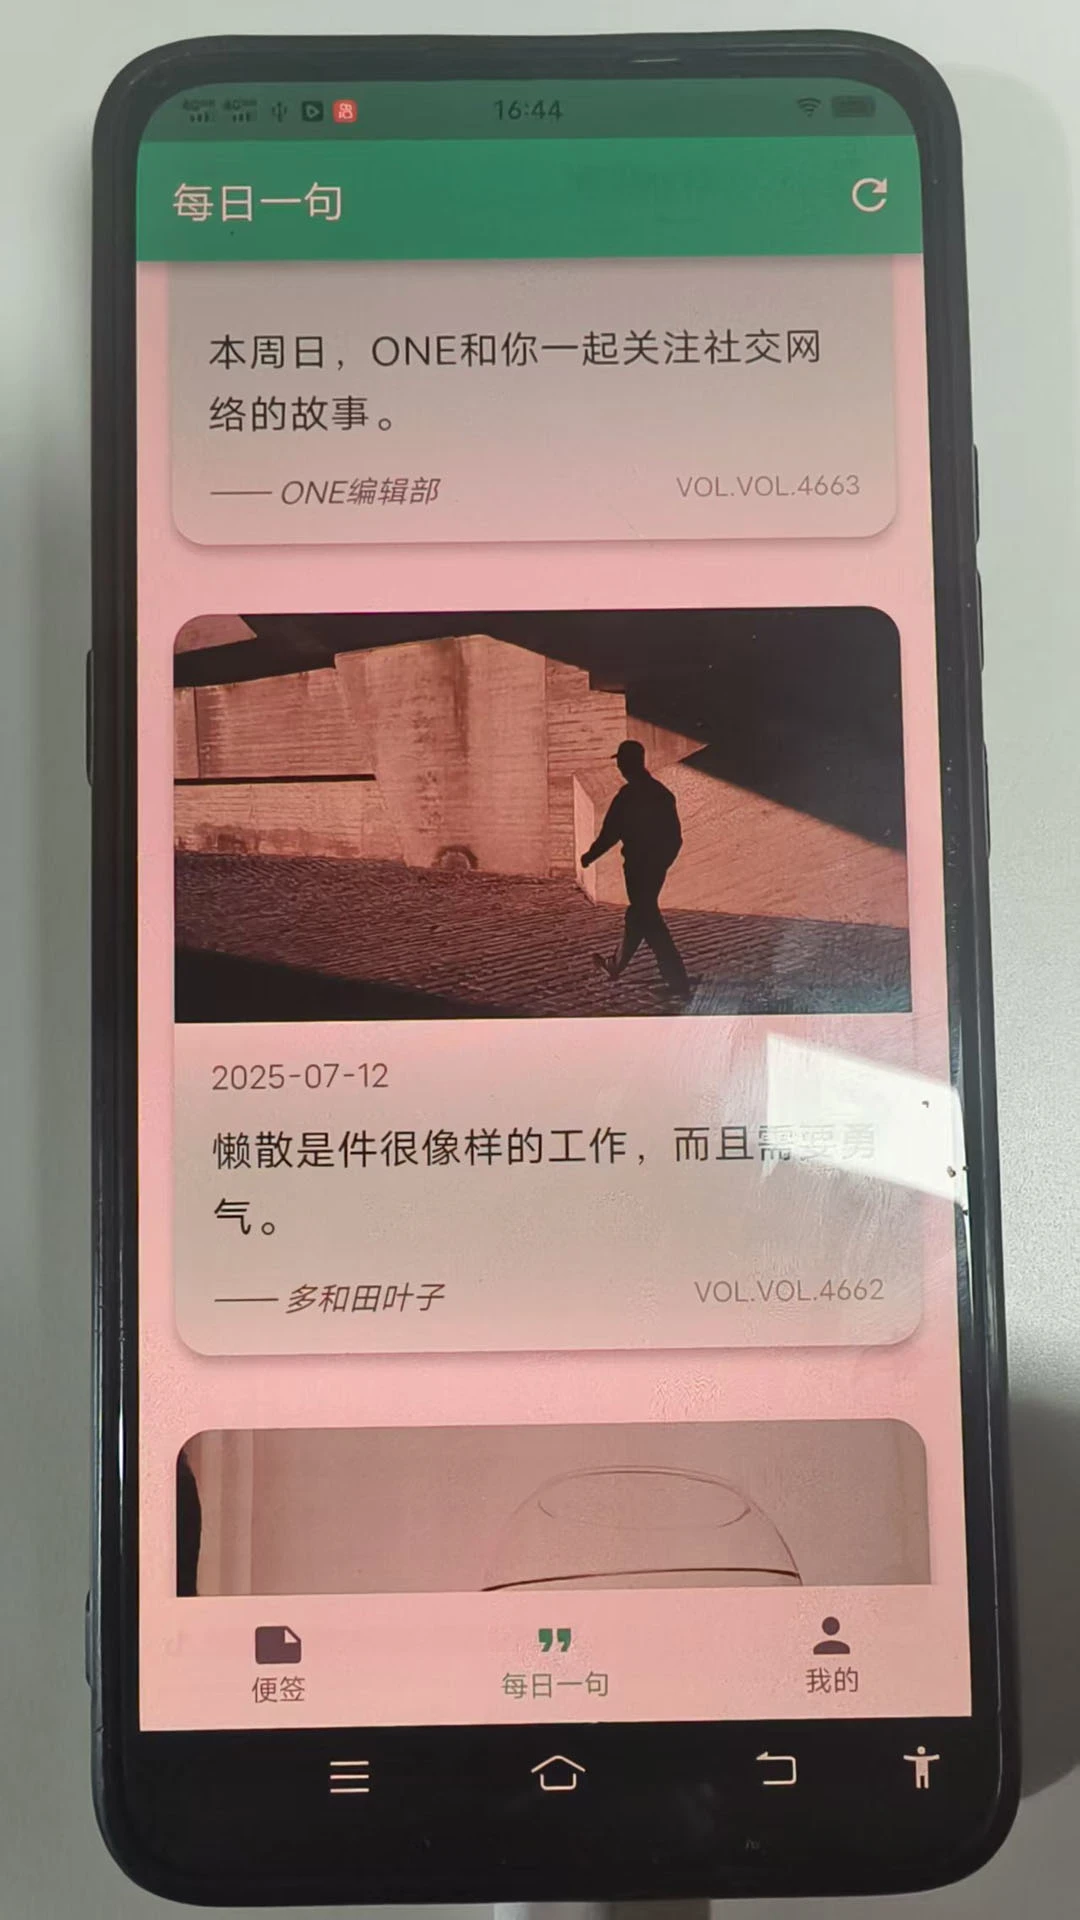 16:44
每日一句
本周日，ONE和你一起关注社交网
络的故事。
—— ONE编辑部 VOL.VOL.4663
2025-07-12
懒散是件很像样的工作，而且需要勇
气。
—— 多和田叶子 VOL.VOL.4662
便签 每日一句 我的